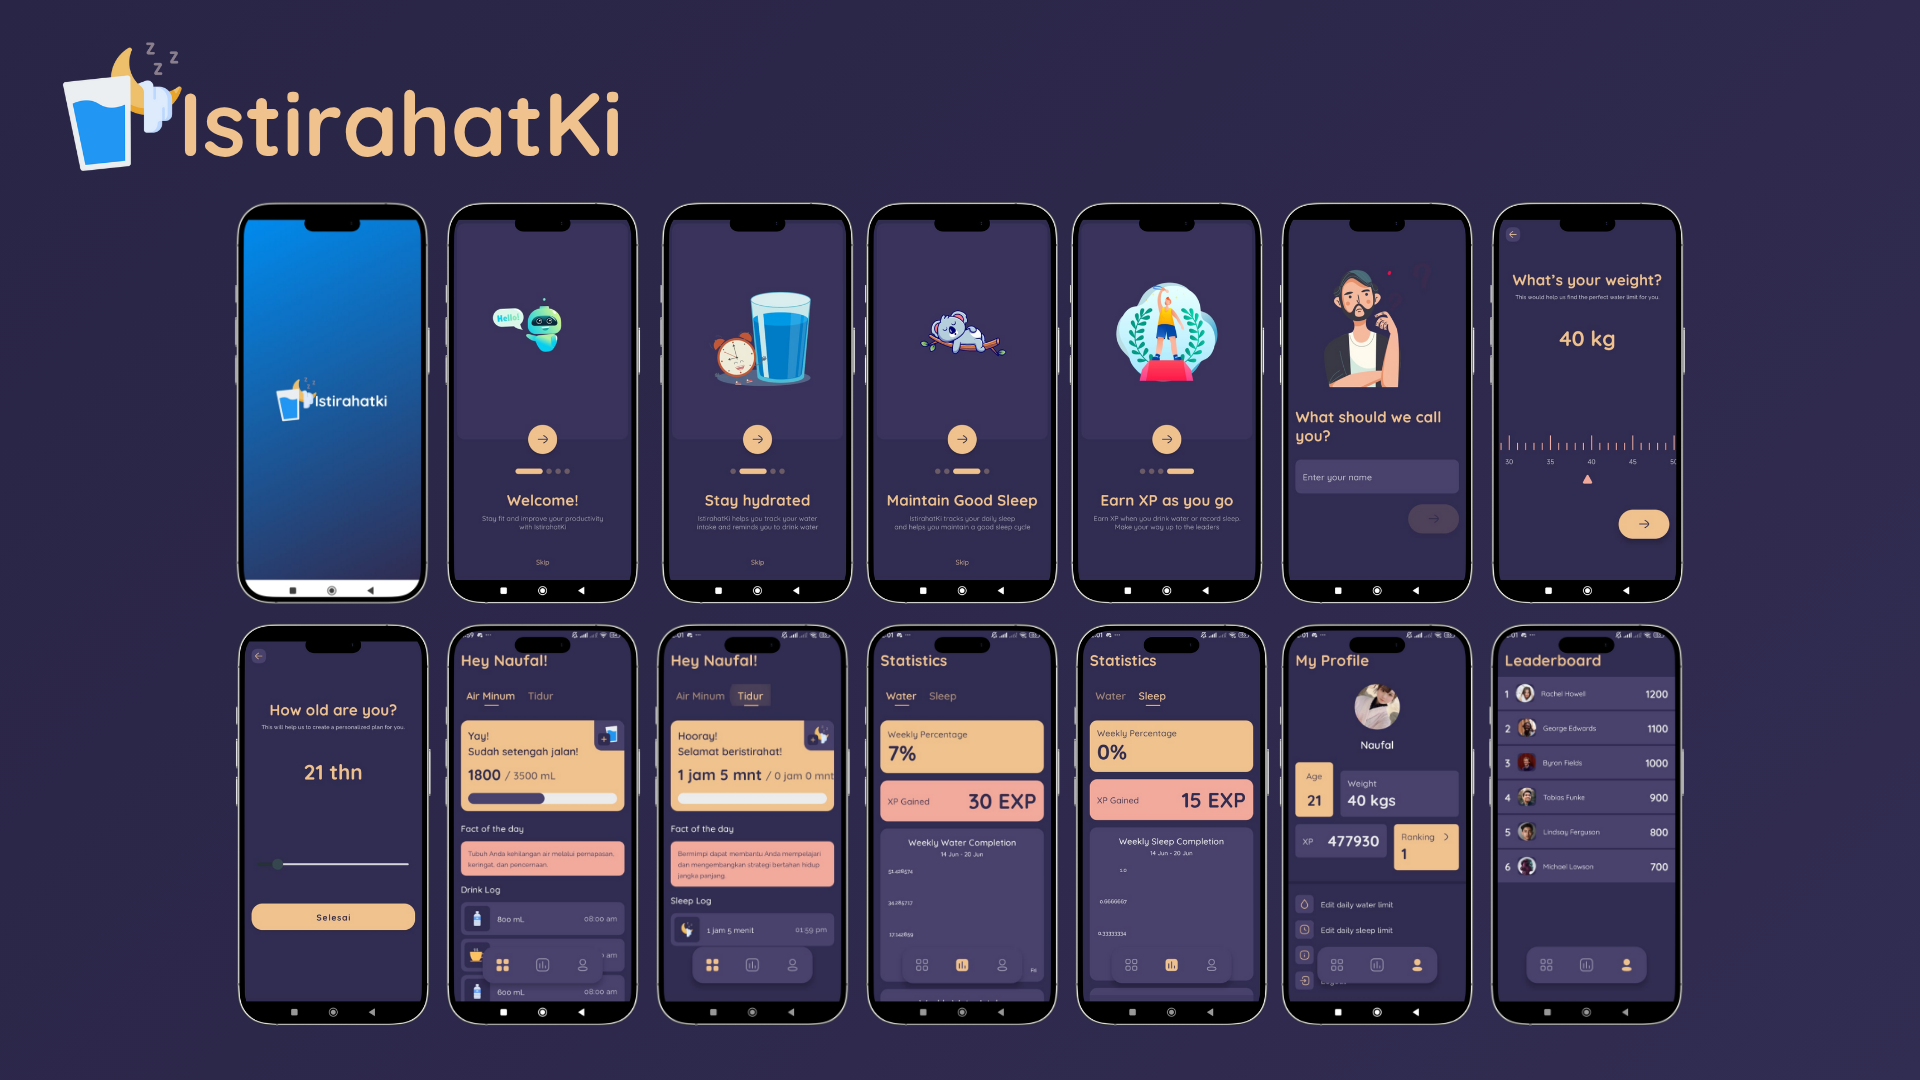 z z
z
IstirahatKi
Istirahatki
Hello!
Welcome!
Stay fit and improve your productivity
with IstirahatKi
Skip
Stay hydrated
IstirahatKi helps you track your water
intake and reminds you to drink water
Skip
Maintain Good Sleep
IstirahatKi tracks your daily sleep
and helps you maintain a good sleep cycle
Skip
Earn XP as you go
Earn XP when you drink water or record sleep.
Make your way up to the leaders
What should we call
you?
Enter your name
What's your weight?
This would help us find the perfect water limit for you.
40 kg
30 35 40 45 50
How old are you?
This will help us to create a personalized plan for you.
21 thn
Selesai
Hey Naufal!
Air Minum Tidur
Yay!
Sudah setengah jalan!
1800 / 3500 mL
Fact of the day
Tubuh Anda kehilangan air melalui pernapasan,
keringat, dan pencernaan.
Drink Log
800 mL 08:00 am
am
600 mL 08:00 am
Hey Naufal!
Air Minum Tidur
Hooray!
Selamat beristirahat!
1 jam 5 mnt / 0 jam 0 mnt
Fact of the day
Bermimpi dapat membantu Anda mempelajari
dan mengembangkan strategi bertahan hidup
jangka panjang.
Sleep Log
1 jam 5 menit 01:59 pm
Statistics
Water Sleep
Weekly Percentage
7%
XP Gained 30 EXP
Weekly Water Completion
14 Jun - 20 Jun
51.428574
34.285717
17.142859
Statistics
Water Sleep
Weekly Percentage
0%
XP Gained 15 EXP
Weekly Sleep Completion
14 Jun - 20 Jun
1.0
0.6666667
0.33333334
My Profile
Naufal
Age
21
Weight
40 kgs
XP 477930
Ranking
1
Edit daily water limit
Edit daily sleep limit
Leaderboard
1 Rachel Howell 1200
2 George Edwards 1100
3 Byron Fields 1000
4 Tobias Funke 900
5 Lindsay Ferguson 800
6 Michael Lawson 700